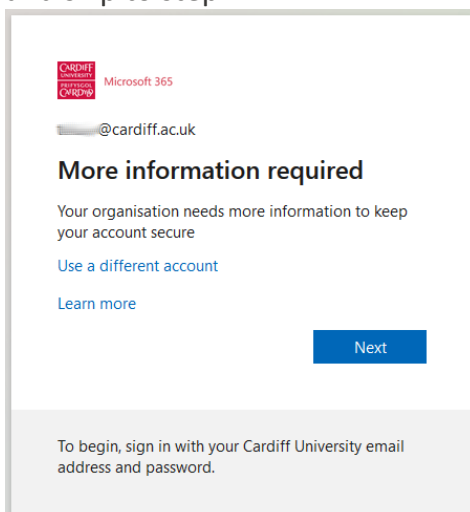 CARDIFF
UNIVERSITY
PRIFYSGOL
CAERDYDD
Microsoft 365
@cardiff.ac.uk
More information required
Your organisation needs more information to keep
your account secure
Use a different account
Learn more
Next
To begin, sign in with your Cardiff University email
address and password.